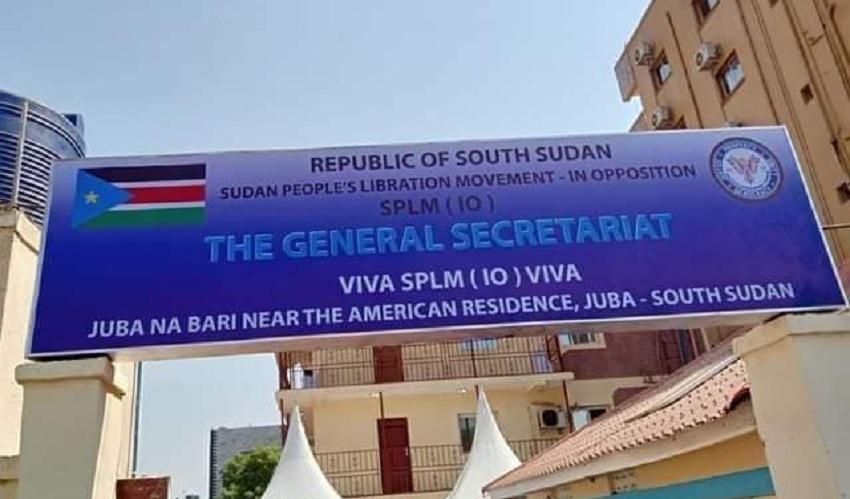 REPUBLIC OF SOUTH SUDAN
SUDAN PEOPLE'S LIBRATION MOVEMENT - IN OPPOSITION
SPLM ( IO )
THE GENERAL SECRETARIAT
VIVA SPLM ( IO ) VIVA
JUBA NA BARI NEAR THE AMERICAN RESIDENCE, JUBA - SOUTH SUDAN